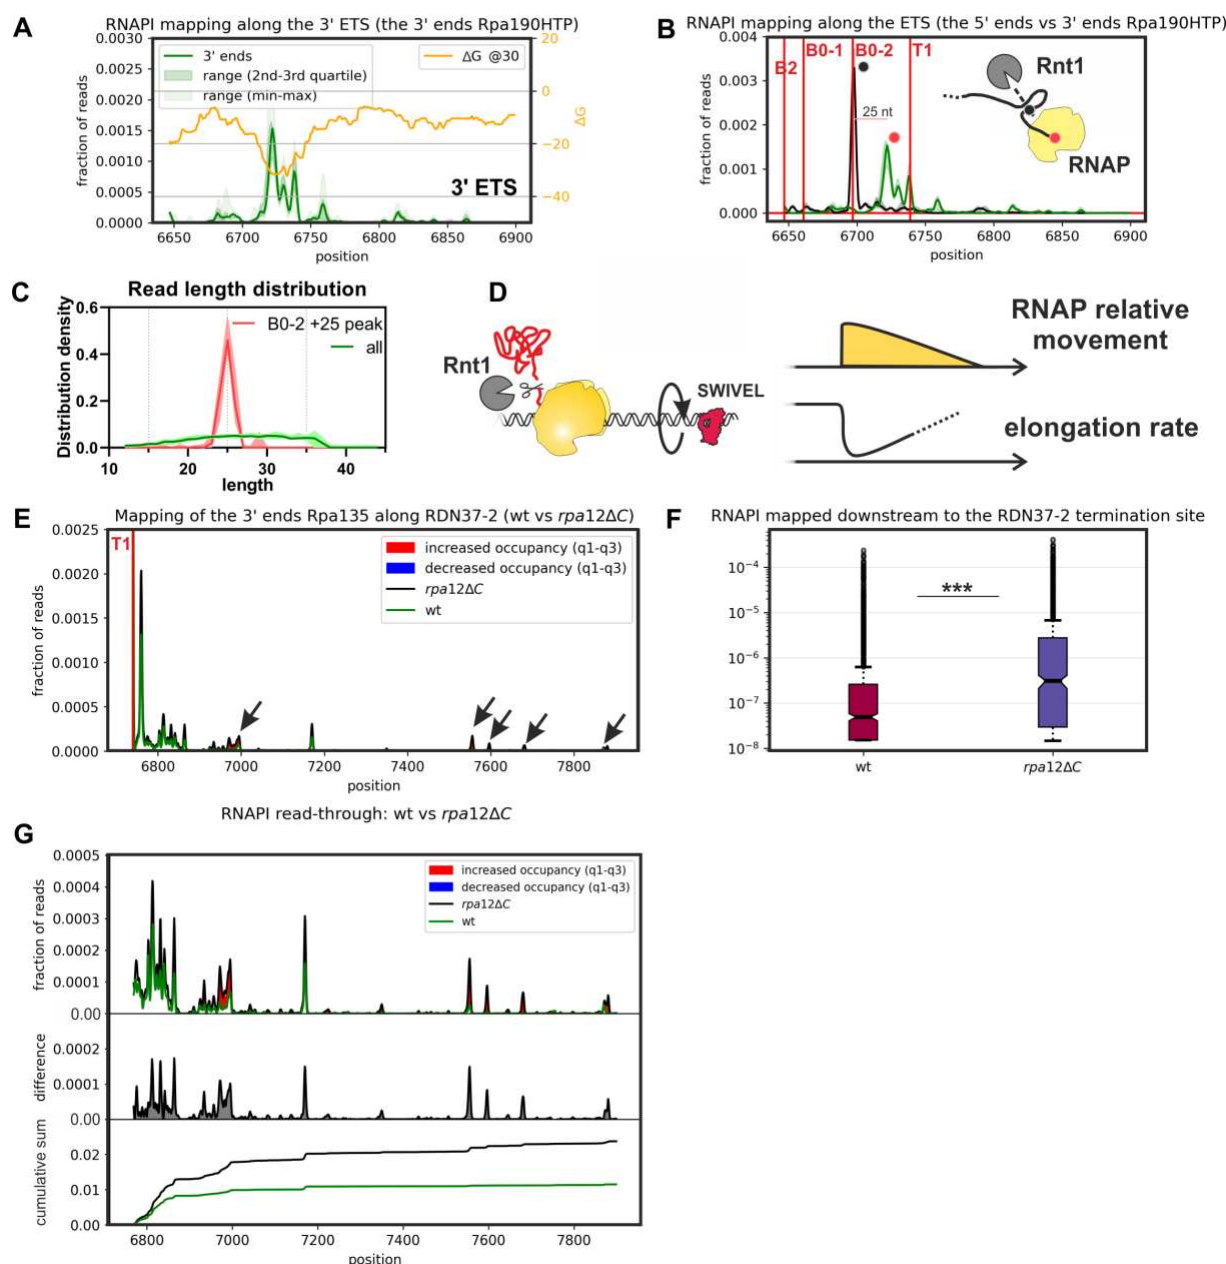 A
RNAPI mapping along the 3' ETS (the 3' ends Rpa190HTP)
0.0030
0.0025
0.0020
0.0015
0.0010
0.0005
0.0000
fraction of reads
3' ends
range (2nd-3rd quartile)
range (min-max)
ΔG @30
20
0
−20
−40
ΔG
3' ETS
6650 6700 6750 6800 6850 6900
position
B
RNAPI mapping along the ETS (the 5' ends vs 3' ends Rpa190HTP)
0.004
0.003
0.002
0.001
0.000
fraction of reads
B2
B0-1
B0-2
T1
25 nt
Rnt1
RNAP
6650 6700 6750 6800 6850 6900
position
C
Read length distribution
0.6
0.4
0.2
0.0
Distribution density
B0-2 +25 peak
all
10 20 30 40
length
D
Rnt1
SWIVEL
RNAP relative
movement
elongation rate
E
Mapping of the 3' ends Rpa135 along RDN37-2 (wt vs rpa12ΔC)
0.0025
0.0020
0.0015
0.0010
0.0005
0.0000
fraction of reads
T1
increased occupancy (q1-q3)
decreased occupancy (q1-q3)
rpa12ΔC
wt
6800 7000 7200 7400 7600 7800
position
F
RNAPI mapped downstream to the RDN37-2 termination site
10⁻⁴
10⁻⁵
10⁻⁶
10⁻⁷
10⁻⁸
***
wt
rpa12ΔC
G
RNAPI read-through: wt vs rpa12ΔC
0.0005
0.0004
0.0003
0.0002
0.0001
0.0000
fraction of reads
increased occupancy (q1-q3)
decreased occupancy (q1-q3)
rpa12ΔC
wt
0.0002
0.0001
0.00
difference
0.02
0.01
0.00
cumulative sum
6800 7000 7200 7400 7600 7800
position